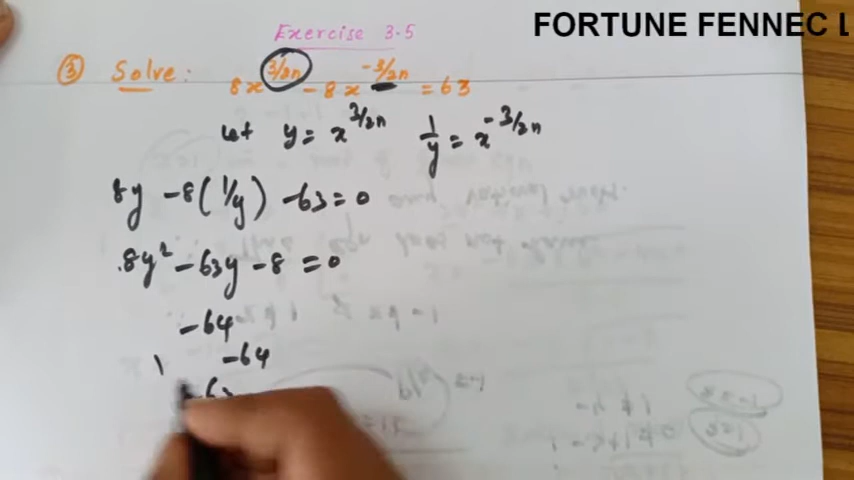 FORTUNE FENNEC L
Exercise 3.5
③ Solve: 8x^{3/2n} - 8x^{-3/2n} = 63
Let y = x^{3/2n} 1/y = x^{-3/2n}
8y - 8(1/y) - 63 = 0
8y² - 63y - 8 = 0
-64
1 -64
-63